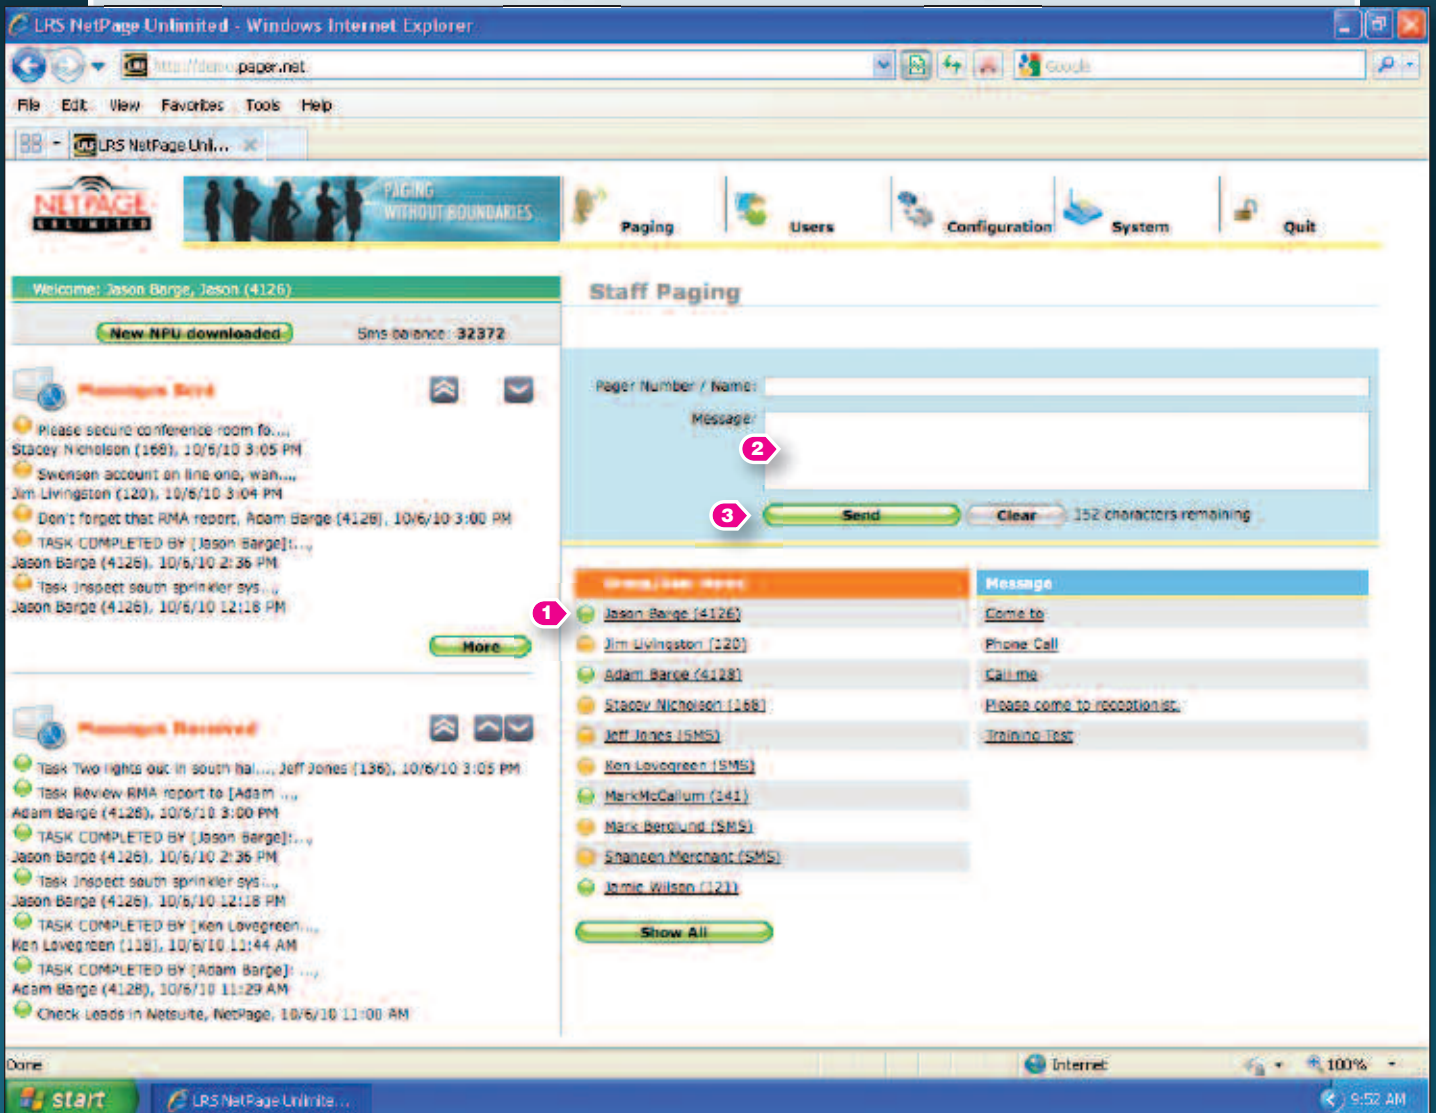 LRS NetPage Unlimited - Windows Internet Explorer
http://demo.pager.net
Google
File Edit View Favorites Tools Help
LRS NetPage Unli...
NETPAGE
UNLIMITED
PAGING
WITHOUT BOUNDARIES
Paging
Users
Configuration
System
Quit
Welcome: Jason Barge, Jason (4126)
New NPU downloaded
Sms balance: 32372
Messages Sent
Please secure conference room fo...,
Stacey Nicholson (168), 10/6/10 3:05 PM
Swenson account on line one, wan...,
Jim Livingston (120), 10/6/10 3:04 PM
Don't forget that RMA report, Adam Barge (4128), 10/6/10 3:00 PM
TASK COMPLETED BY [Jason Barge]:...,
Jason Barge (4126), 10/6/10 2:36 PM
Task Inspect south sprinkler sys...,
Jason Barge (4126), 10/6/10 12:18 PM
More
Messages Received
Task Two lights out in south hal..., Jeff Jones (136), 10/6/10 3:05 PM
Task Review RMA report to [Adam ...,
Adam Barge (4128), 10/6/10 3:00 PM
TASK COMPLETED BY [Jason Barge]:...,
Jason Barge (4126), 10/6/10 2:36 PM
Task Inspect south sprinkler sys...,
Jason Barge (4126), 10/6/10 12:18 PM
TASK COMPLETED BY [Ken Lovegreen...,
Ken Lovegreen (118), 10/6/10 11:44 AM
TASK COMPLETED BY [Adam Barge]: ...,
Adam Barge (4128), 10/6/10 11:29 AM
Check Leads in Netsuite, NetPage, 10/6/10 11:00 AM
Staff Paging
Pager Number / Name:
Message:
2
3
Send
Clear
152 characters remaining
1
Jason Barge (4126)
Jim Livingston (120)
Adam Barge (4128)
Stacey Nicholson (168)
Jeff Jones (SMS)
Ken Lovegreen (SMS)
MarkMcCallum (141)
Mark Berglund (SMS)
Shaheen Merchant (SMS)
Jamie Wilson (121)
Show All
Message
Come to
Phone Call
Call me
Please come to receptionist.
Training Test
Done
Internet
100%
start
LRS NetPage Unlimite...
9:52 AM